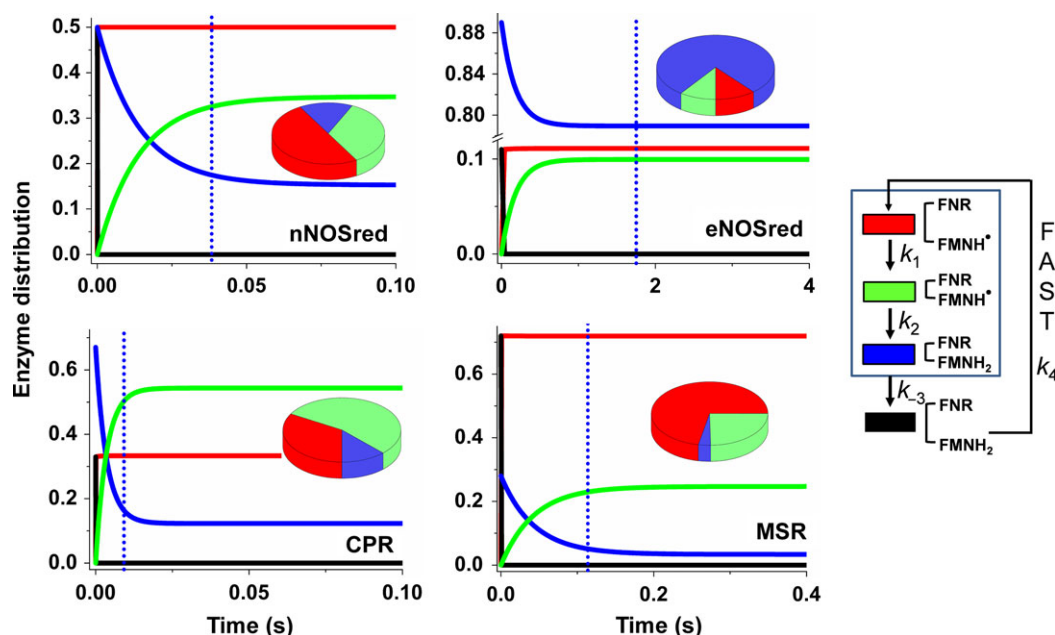 Enzyme distribution
0.5
0.4
0.3
0.2
0.1
0.0
nNOSred
0.00
0.05
0.10
0.88
0.84
0.80
0.1
0.0
eNOSred
0
2
4
0.6
0.4
0.2
0.0
CPR
0.00
0.05
0.10
Time (s)
0.6
0.4
0.2
0.0
MSR
0.0
0.2
0.4
Time (s)
FNR
FMNH•
k1
FNR
FMNH•
k2
FNR
FMNH2
k–3
FNR
FMNH2
F
A
S
T
k4